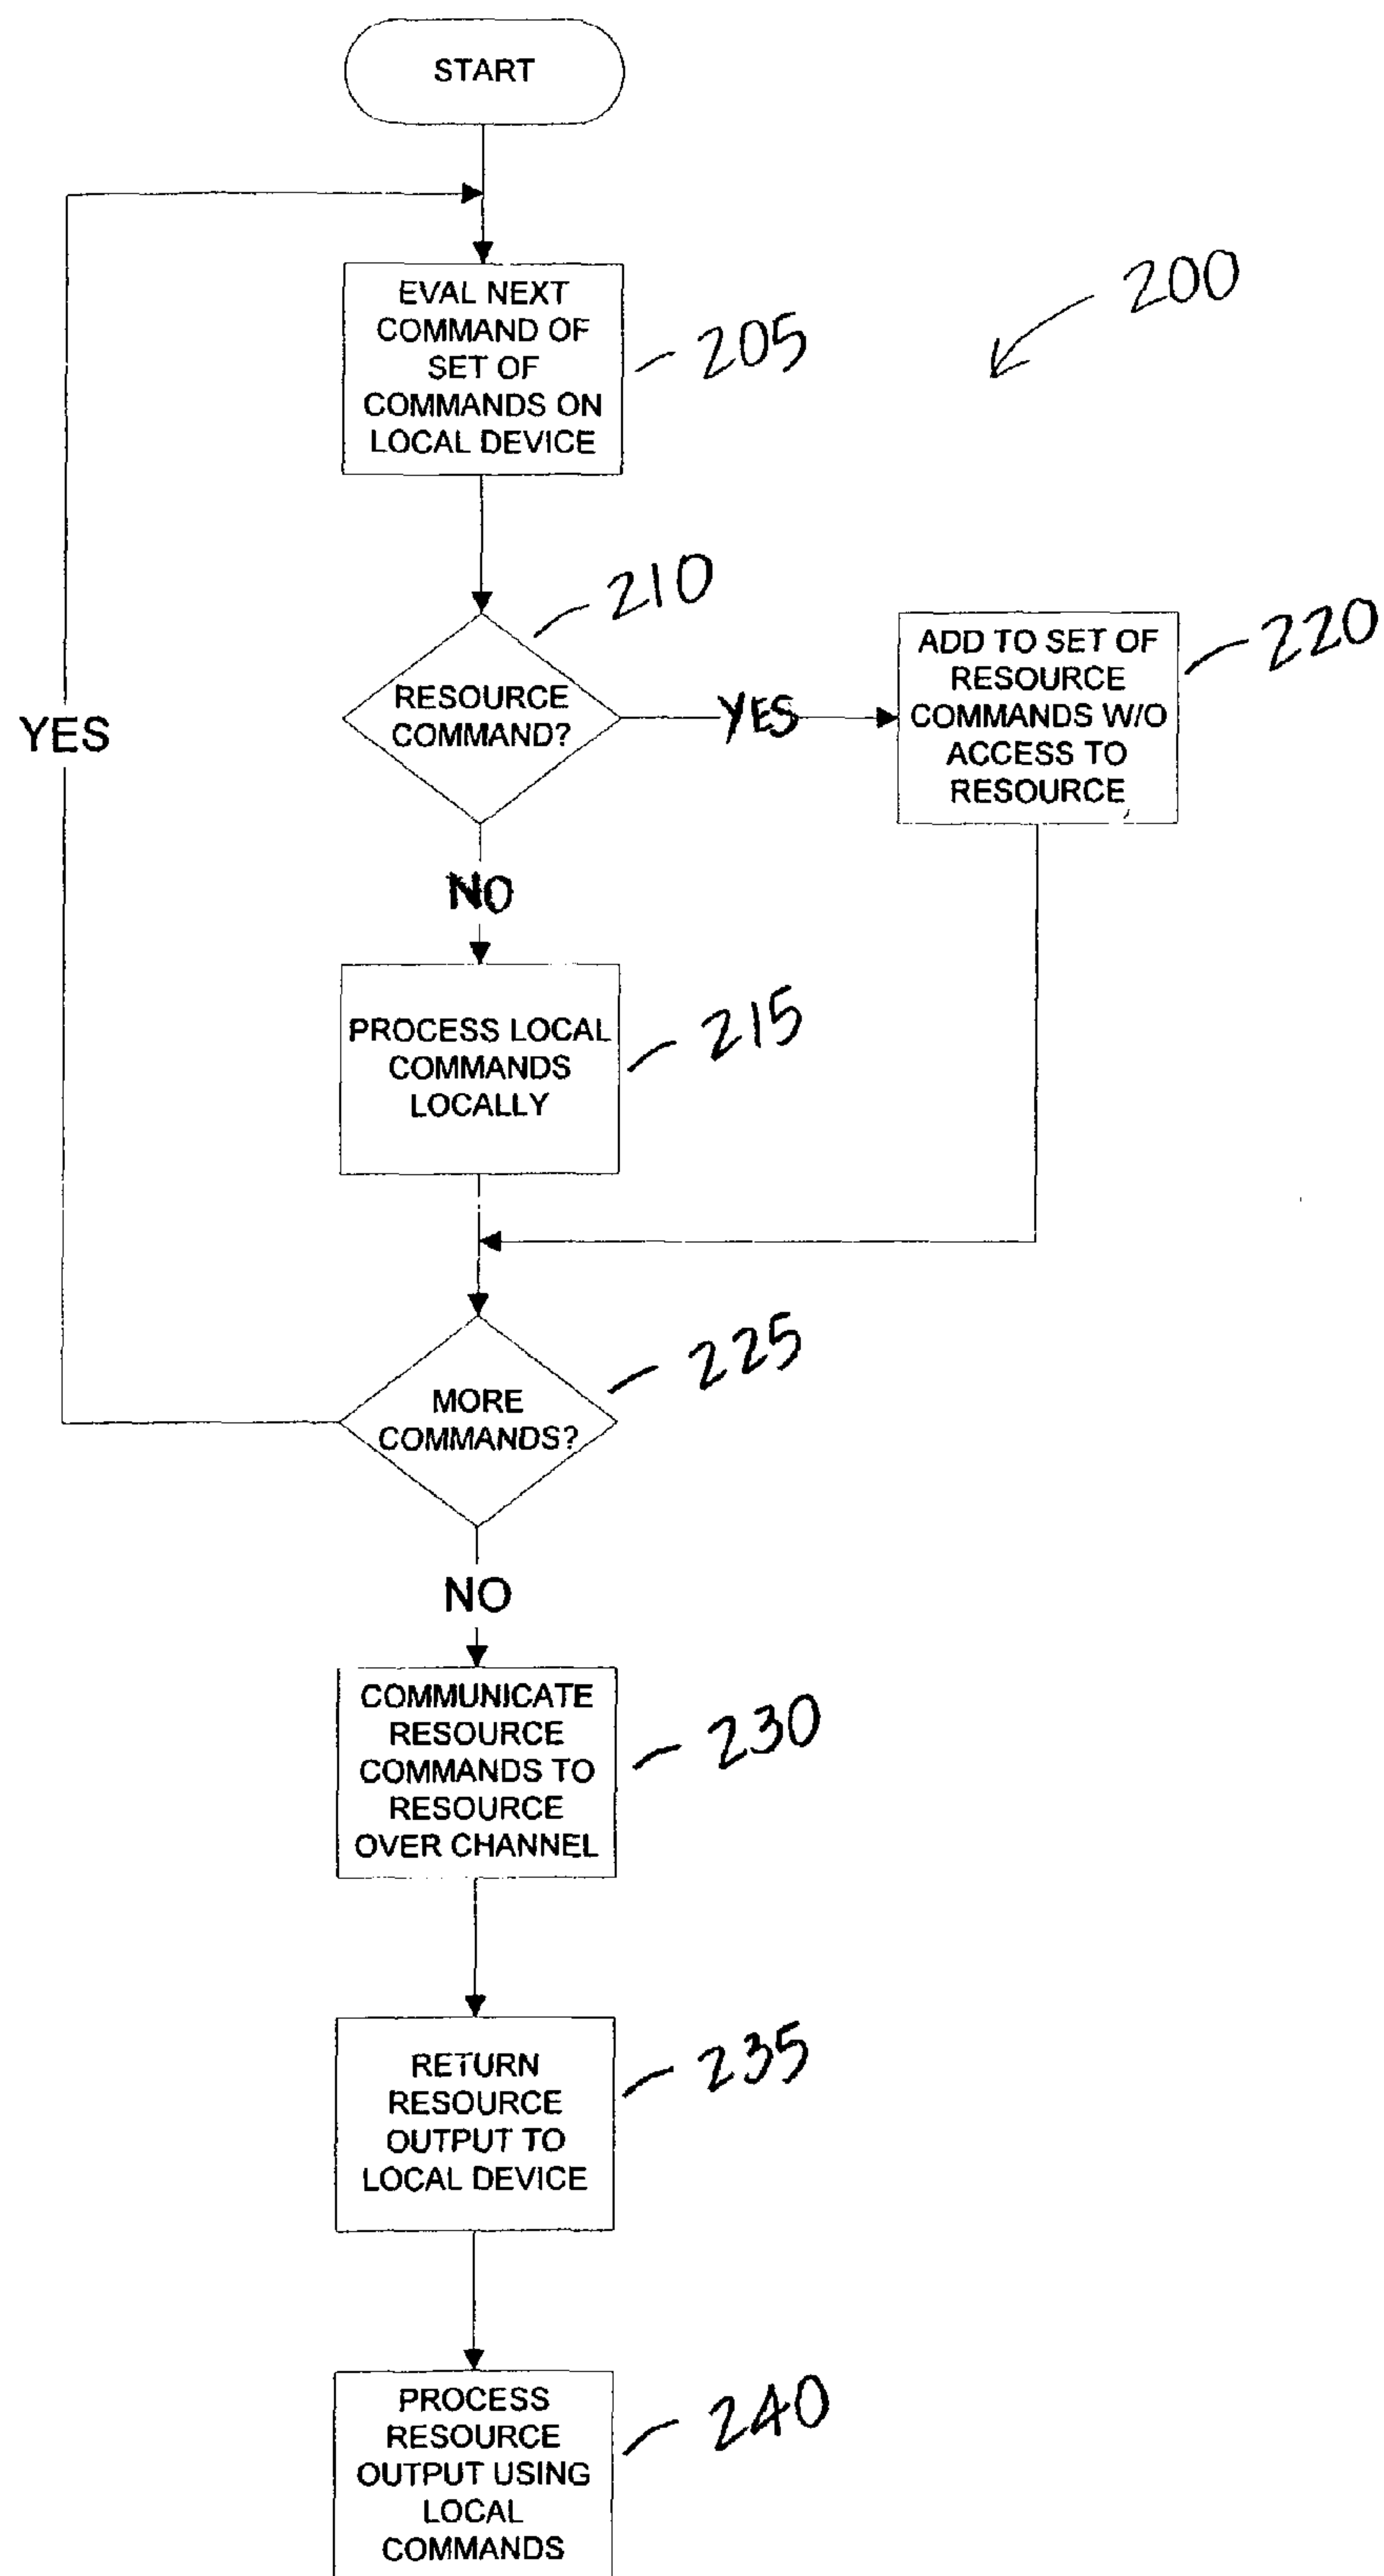 START
EVAL NEXT
COMMAND OF
SET OF
COMMANDS ON
LOCAL DEVICE
205
200
210
RESOURCE
COMMAND?
YES
ADD TO SET OF
RESOURCE
COMMANDS W/O
ACCESS TO
RESOURCE
220
YES
NO
PROCESS LOCAL
COMMANDS
LOCALLY
215
MORE
COMMANDS?
225
NO
COMMUNICATE
RESOURCE
COMMANDS TO
RESOURCE
OVER CHANNEL
230
RETURN
RESOURCE
OUTPUT TO
LOCAL DEVICE
235
PROCESS
RESOURCE
OUTPUT USING
LOCAL
COMMANDS
240